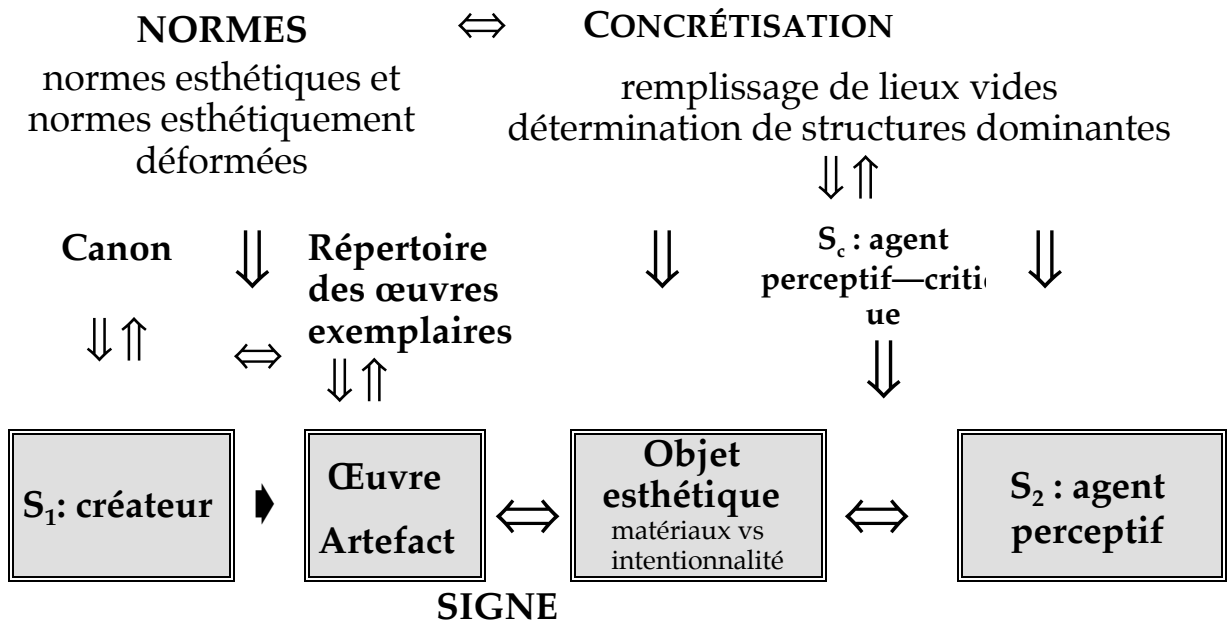 NORMES ⇔ CONCRÉTISATION
normes esthétiques et
normes esthétiquement
déformées
remplissage de lieux vides
détermination de structures dominantes
⇓⇑
Canon
⇓
Répertoire
des œuvres
exemplaires
⇓
S꜀ : agent
perceptif—criti
ue
⇓
⇓⇑
⇔
⇓⇑
⇓
S₁: créateur
➧
Œuvre
Artefact
⇔
Objet
esthétique
matériaux vs
intentionnalité
⇔
S₂ : agent
perceptif
SIGNE